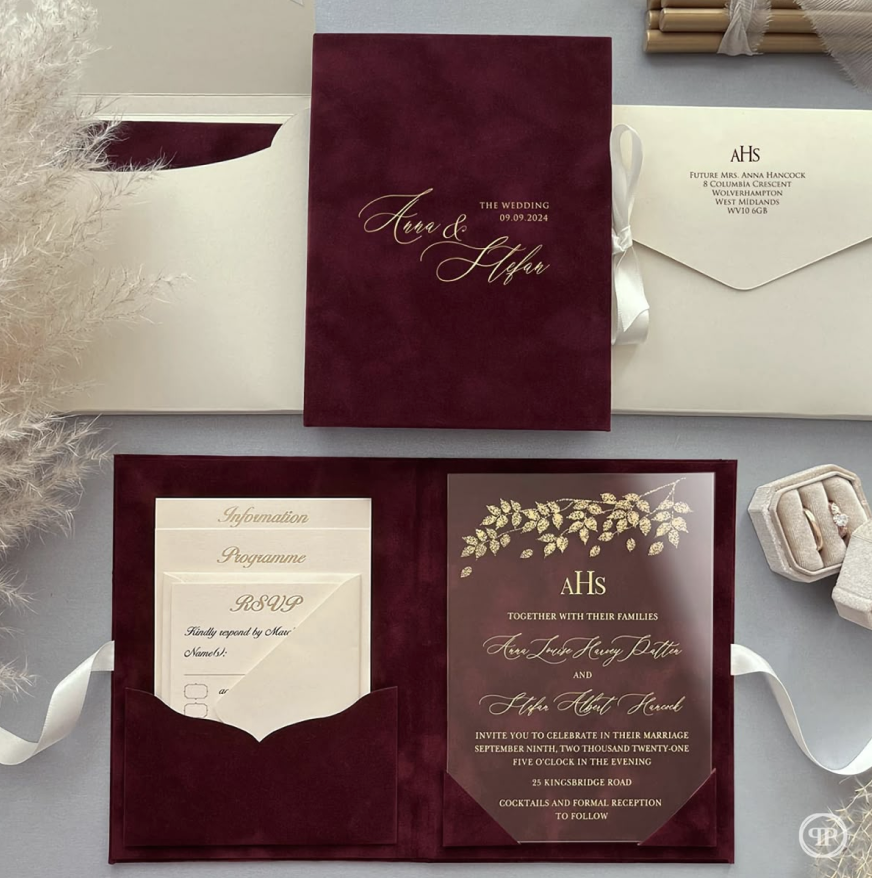 THE WEDDING
09.09.2024
Anna &
Stefan
AHS
FUTURE MRS. ANNA HANCOCK
8 COLUMBIA CRESCENT
WOLVERHAMPTON
WEST MIDLANDS
WV10 6GB
Information
Programme
RSVP
Kindly respond by Marc
Name(s):
AHS
TOGETHER WITH THEIR FAMILIES
Anna Louise Harvey Patten
AND
Stefan Albert Hancock
INVITE YOU TO CELEBRATE IN THEIR MARRIAGE
SEPTEMBER NINTH, TWO THOUSAND TWENTY-ONE
FIVE O'CLOCK IN THE EVENING
25 KINGSBRIDGE ROAD
COCKTAILS AND FORMAL RECEPTION
TO FOLLOW